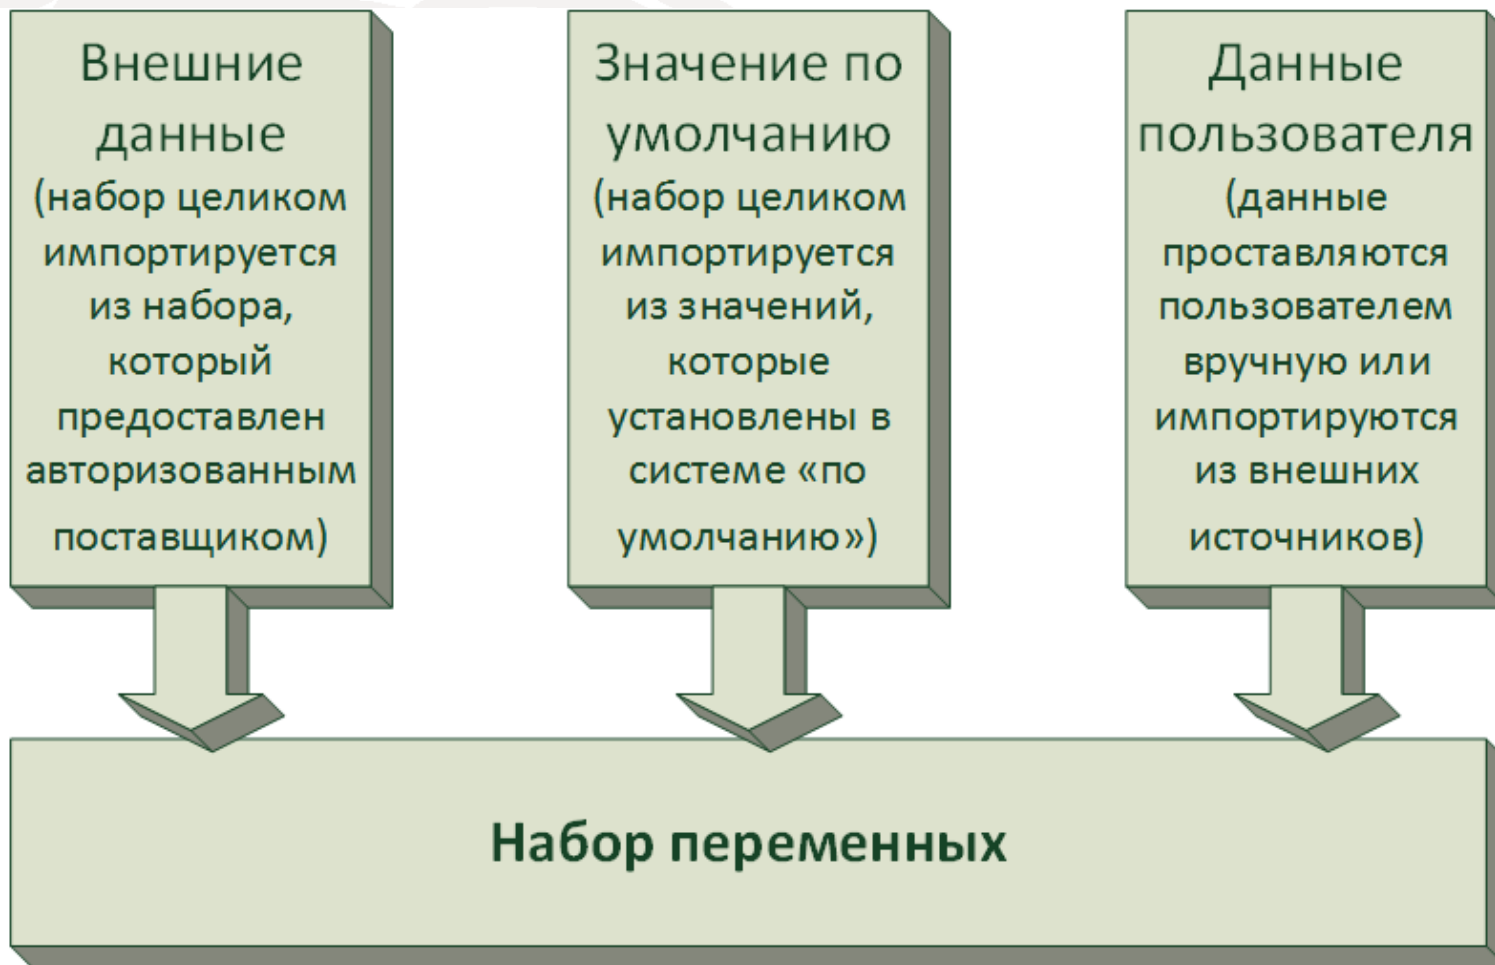 Внешние
данные
(набор целиком
импортируется
из набора,
который
предоставлен
авторизованным
поставщиком)
Значение по
умолчанию
(набор целиком
импортируется
из значений,
которые
установлены в
системе «по
умолчанию»)
Данные
пользователя
(данные
проставляются
пользователем
вручную или
импортируются
из внешних
источников)
Набор переменных